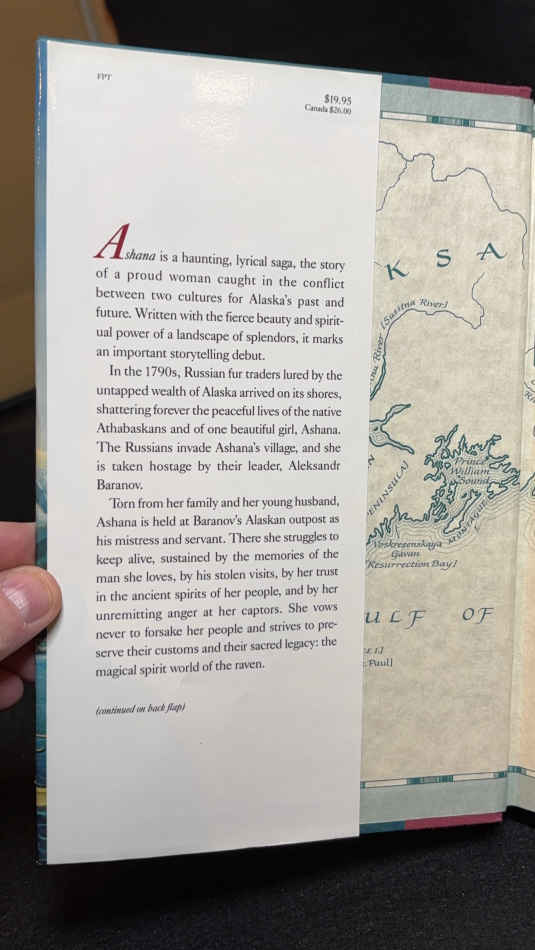 FPT
$19.95
Canada $26.00
Ashana is a haunting, lyrical saga, the story
of a proud woman caught in the conflict
between two cultures for Alaska's past and
future. Written with the fierce beauty and spirit-
ual power of a landscape of splendors, it marks
an important storytelling debut.
In the 1790s, Russian fur traders lured by the
untapped wealth of Alaska arrived on its shores,
shattering forever the peaceful lives of the native
Athabaskans and of one beautiful girl, Ashana.
The Russians invade Ashana's village, and she
is taken hostage by their leader, Aleksandr
Baranov.
Torn from her family and her young husband,
Ashana is held at Baranov's Alaskan outpost as
his mistress and servant. There she struggles to
keep alive, sustained by the memories of the
man she loves, by his stolen visits, by her trust
in the ancient spirits of her people, and by her
unremitting anger at her captors. She vows
never to forsake her people and strives to pre-
serve their customs and their sacred legacy: the
magical spirit world of the raven.
(continued on back flap)
K S A
River [Susitna River]
PENINSULA]
Prince
William
Sound
Voskresenskaya
Gavan
[Resurrection Bay]
ULF OF
Paul]